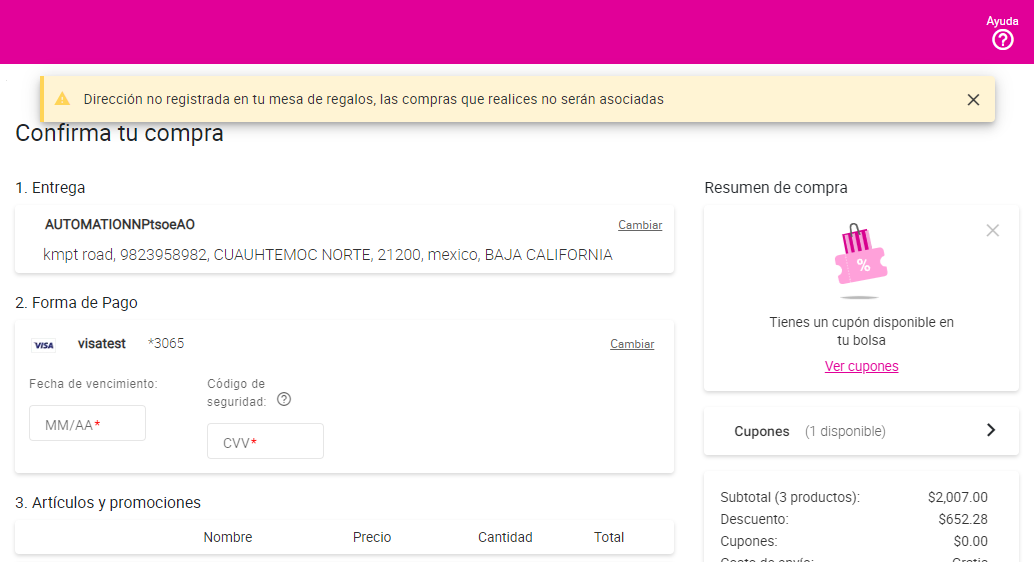 Ayuda
Dirección no registrada en tu mesa de regalos, las compras que realices no serán asociadas
Confirma tu compra
1. Entrega
AUTOMATIONNPtsoeAO
Cambiar
kmpt road, 9823958982, CUAUHTEMOC NORTE, 21200, mexico, BAJA CALIFORNIA
2. Forma de Pago
VISA visatest *3065
Cambiar
Fecha de vencimiento:
MM/AA*
Código de
seguridad:
CVV*
3. Artículos y promociones
Nombre Precio Cantidad Total
Resumen de compra
%
Tienes un cupón disponible en
tu bolsa
Ver cupones
Cupones (1 disponible)
Subtotal (3 productos): $2,007.00
Descuento: $652.28
Cupones: $0.00
Costo de envío: Gratis